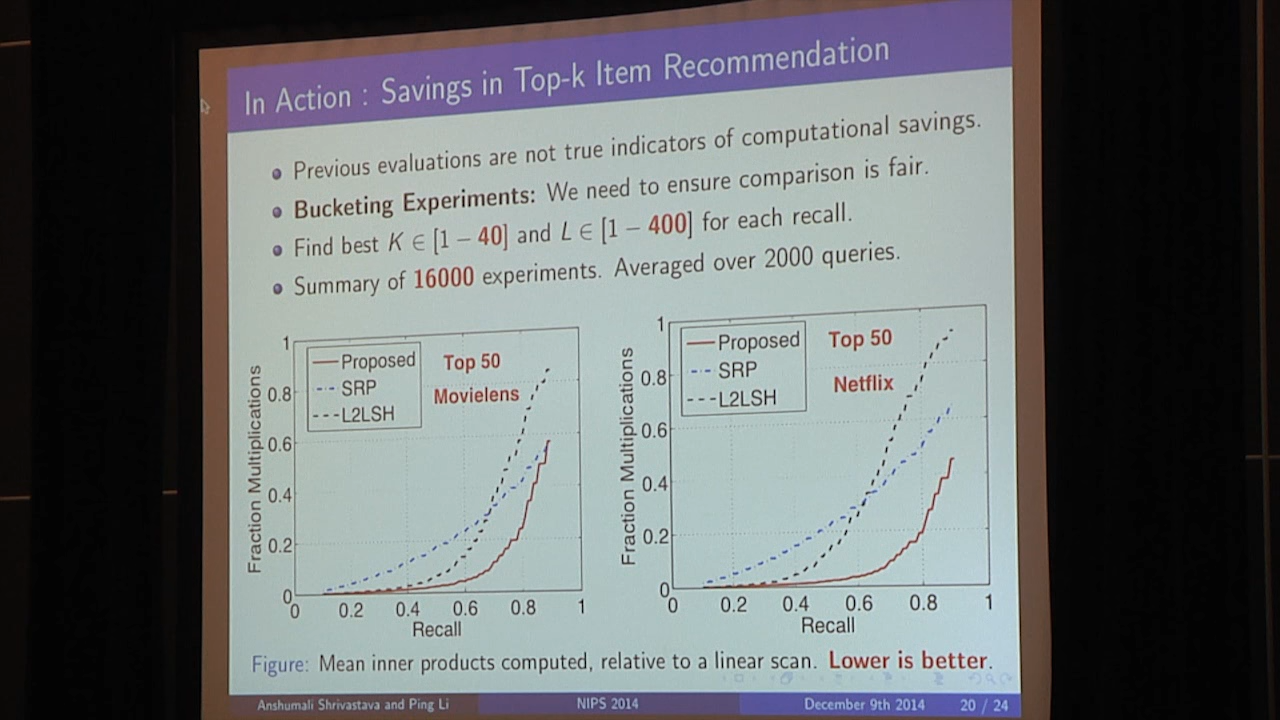 In Action : Savings in Top-k Item Recommendation
Previous evaluations are not true indicators of computational savings.
Bucketing Experiments: We need to ensure comparison is fair.
Find best K ∈ [1 – 40] and L ∈ [1 – 400] for each recall.
Summary of 16000 experiments. Averaged over 2000 queries.
Fraction Multiplications
1
0.8
0.6
0.4
0.2
0
Proposed
SRP
L2LSH
Top 50
Movielens
0 0.2 0.4 0.6 0.8 1
Recall
Fraction Multiplications
1
0.8
0.6
0.4
0.2
0
Proposed
SRP
L2LSH
Top 50
Netflix
0 0.2 0.4 0.6 0.8 1
Recall
Figure: Mean inner products computed, relative to a linear scan. Lower is better.
Anshumali Shrivastava and Ping Li NIPS 2014 December 9th 2014 20 / 24